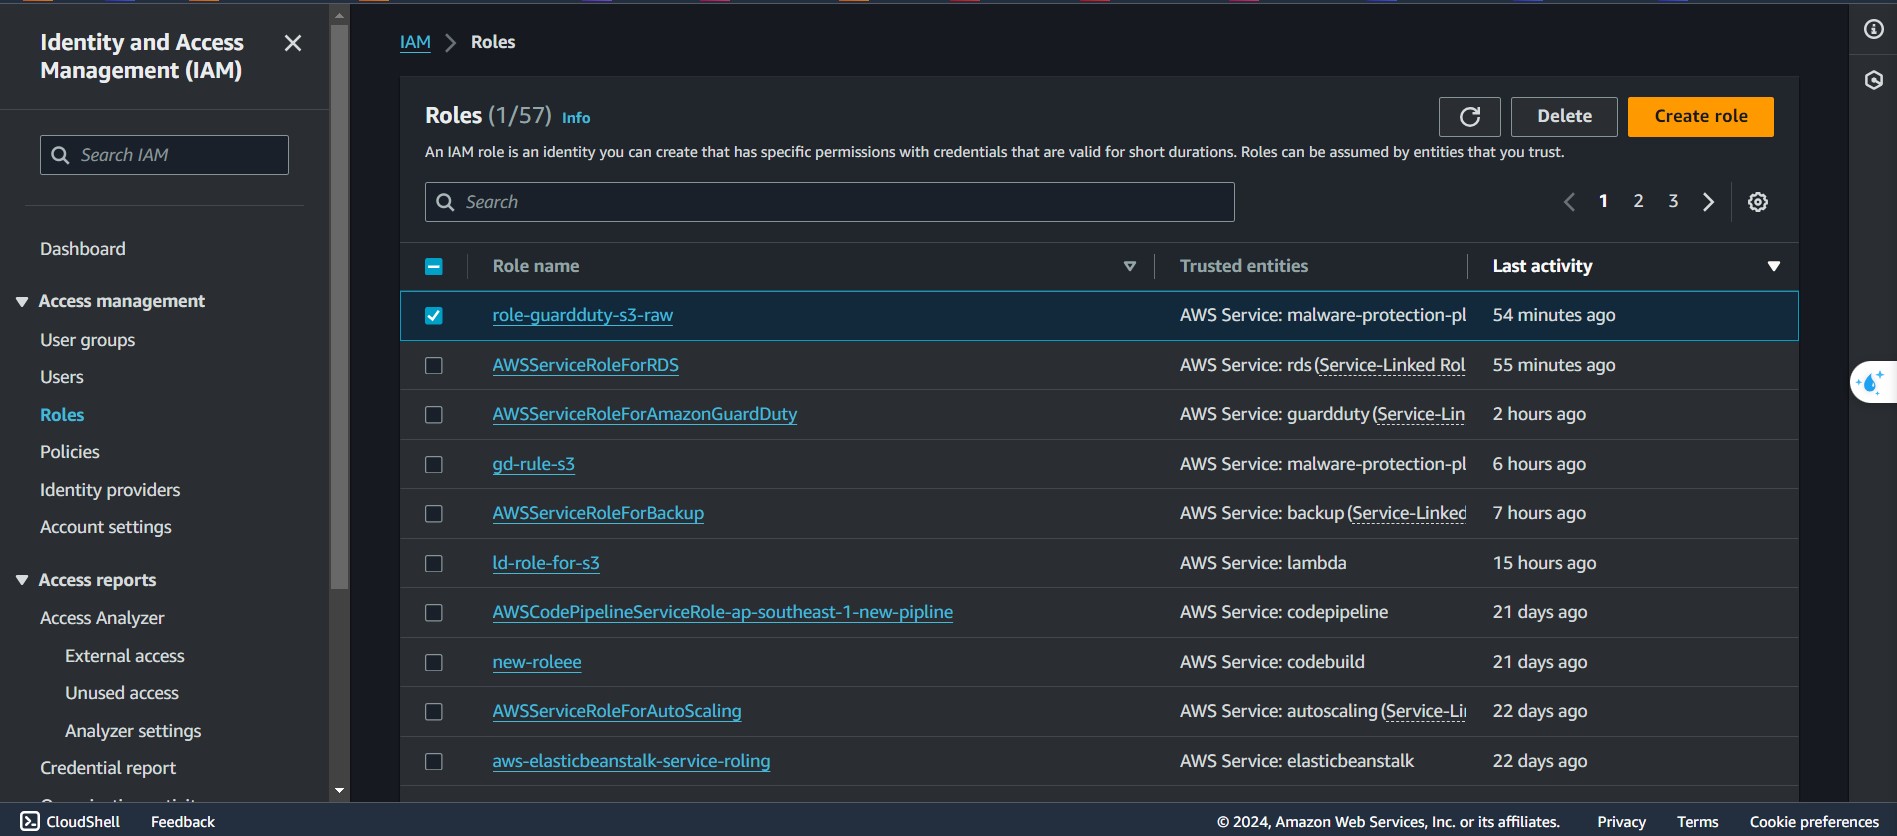 Identity and Access
Management (IAM)
Search IAM
Dashboard
Access management
User groups
Users
Roles
Policies
Identity providers
Account settings
Access reports
Access Analyzer
External access
Unused access
Analyzer settings
Credential report
IAM > Roles
Roles (1/57) Info
Delete
Create role
An IAM role is an identity you can create that has specific permissions with credentials that are valid for short durations. Roles can be assumed by entities that you trust.
Search
1 2 3
Role name Trusted entities Last activity
role-guardduty-s3-raw AWS Service: malware-protection-pl 54 minutes ago
AWSServiceRoleForRDS AWS Service: rds (Service-Linked Rol 55 minutes ago
AWSServiceRoleForAmazonGuardDuty AWS Service: guardduty (Service-Lin 2 hours ago
gd-rule-s3 AWS Service: malware-protection-pl 6 hours ago
AWSServiceRoleForBackup AWS Service: backup (Service-Linked 7 hours ago
ld-role-for-s3 AWS Service: lambda 15 hours ago
AWSCodePipelineServiceRole-ap-southeast-1-new-pipline AWS Service: codepipeline 21 days ago
new-roleee AWS Service: codebuild 21 days ago
AWSServiceRoleForAutoScaling AWS Service: autoscaling (Service-Li 22 days ago
aws-elasticbeanstalk-service-roling AWS Service: elasticbeanstalk 22 days ago
CloudShell Feedback © 2024, Amazon Web Services, Inc. or its affiliates. Privacy Terms Cookie preferences